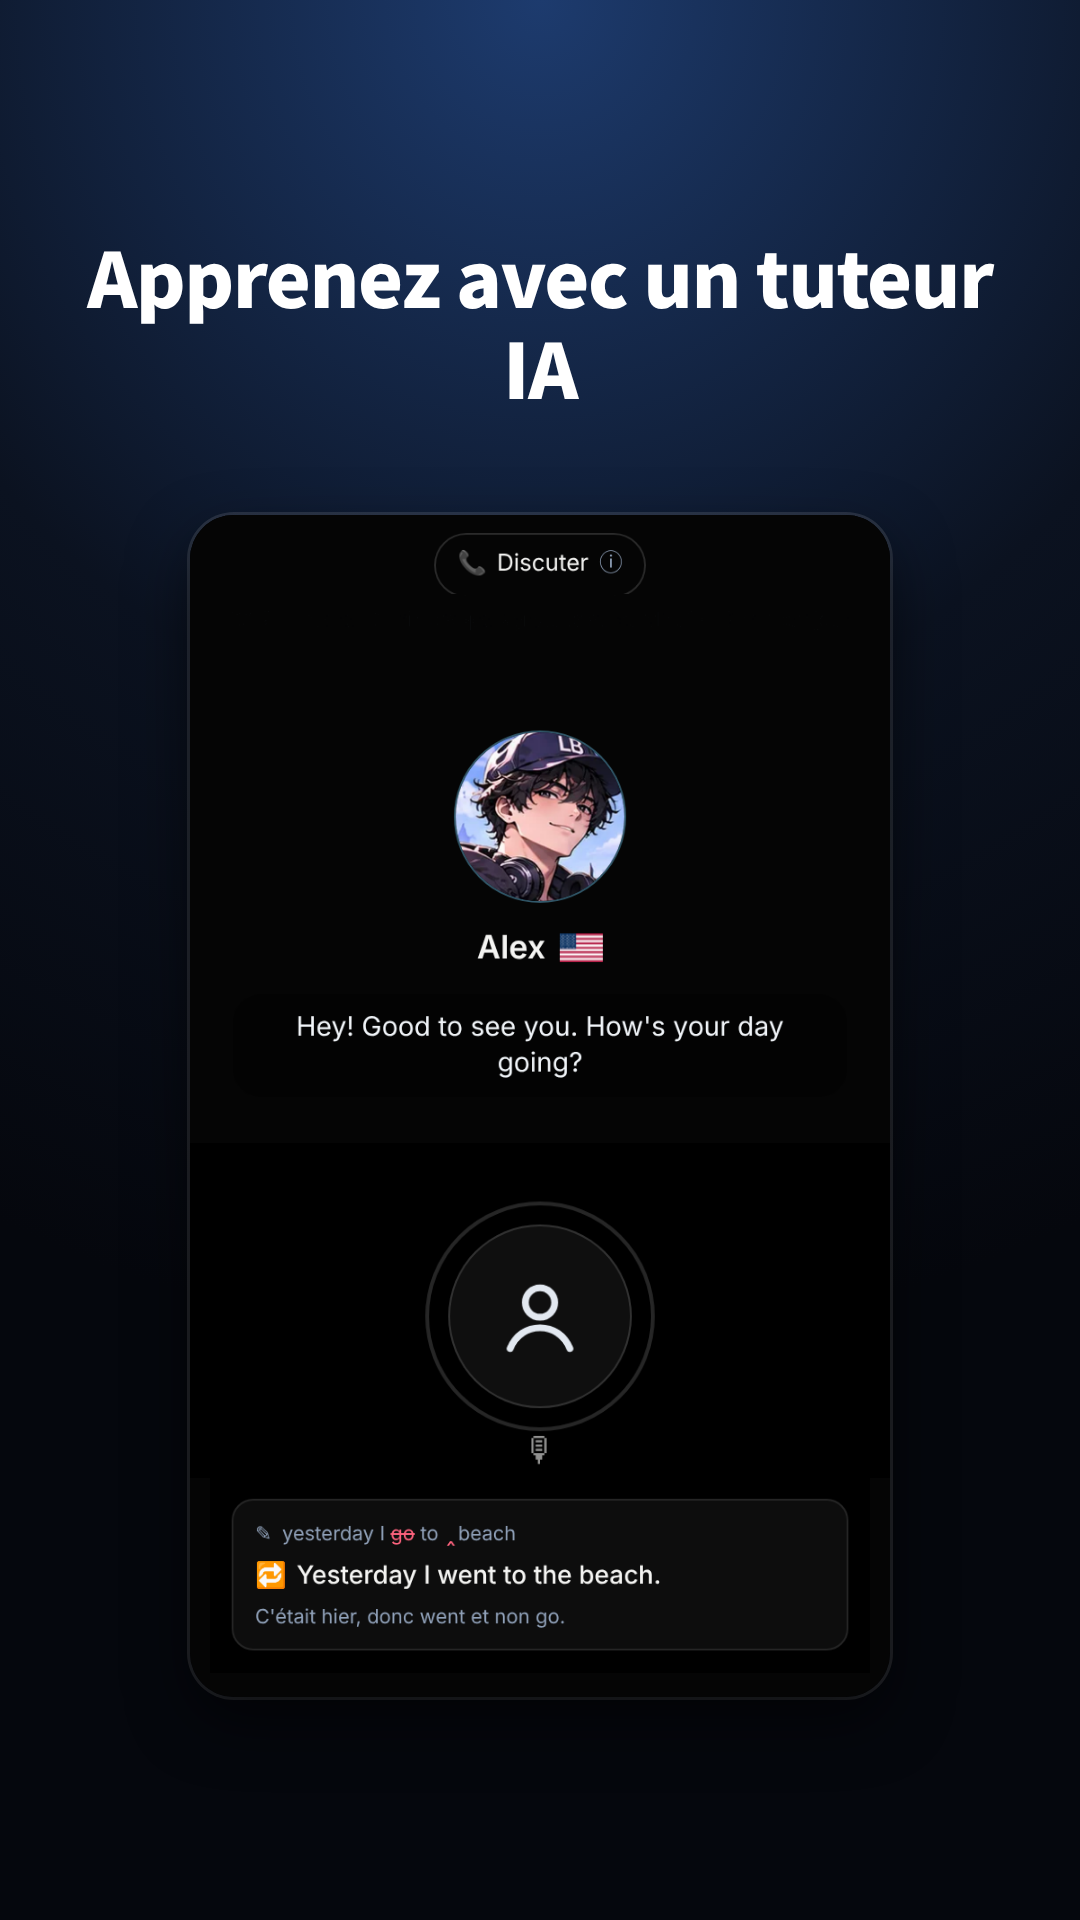 Apprenez avec un tuteur
IA
Discuter
LB
Alex
Hey! Good to see you. How's your day
going?
yesterday I go to ‸beach
Yesterday I went to the beach.
C'était hier, donc went et non go.